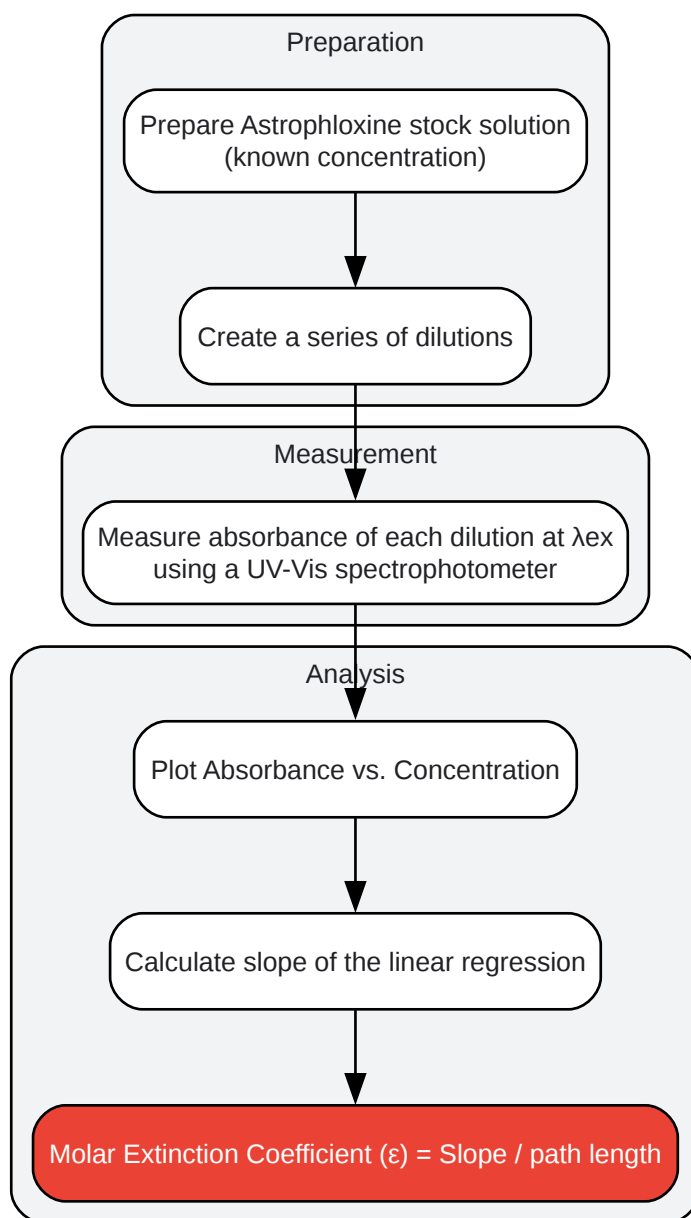 Preparation
Prepare Astrophloxine stock solution
(known concentration)
Create a series of dilutions
Measurement
Measure absorbance of each dilution at λex
using a UV-Vis spectrophotometer
Analysis
Plot Absorbance vs. Concentration
Calculate slope of the linear regression
Molar Extinction Coefficient (ε) = Slope / path length